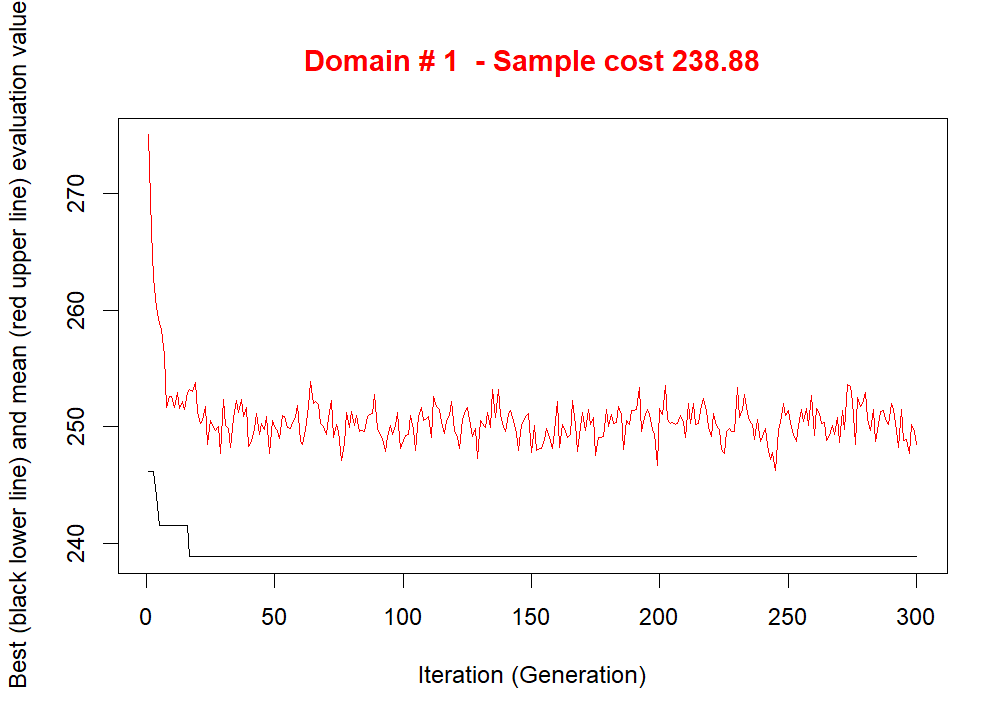 Domain # 1  - Sample cost 238.88
Best (black lower line) and mean (red upper line) evaluation value
270
260
250
240
0 50 100 150 200 250 300
Iteration (Generation)